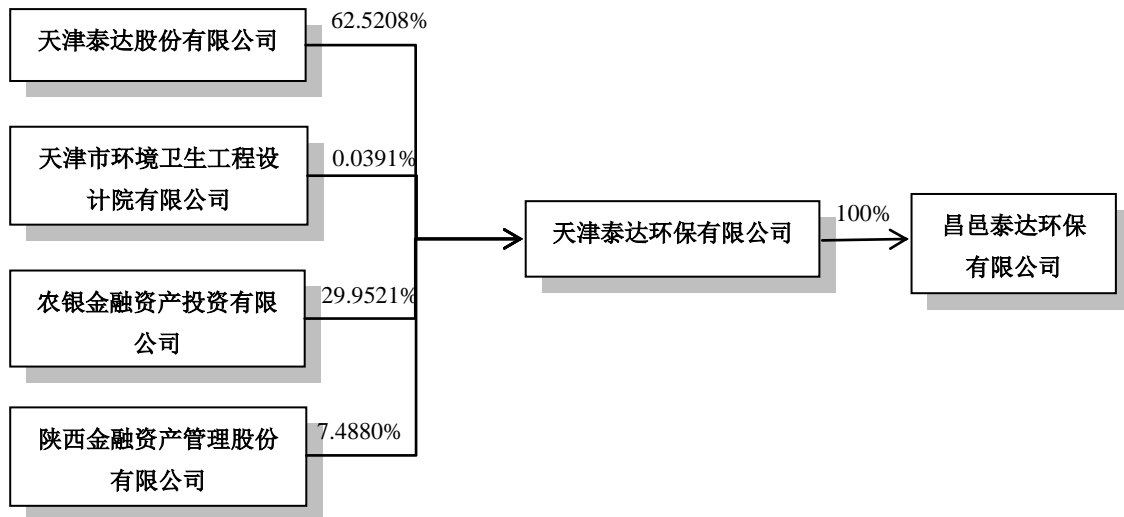 62.5208%
天津泰达股份有限公司
天津市环境卫生工程设
计院有限公司
0.0391%
农银金融资产投资有限
公司
29.9521%
陕西金融资产管理股份
有限公司
7.4880%
天津泰达环保有限公司
100%
昌邑泰达环保
有限公司